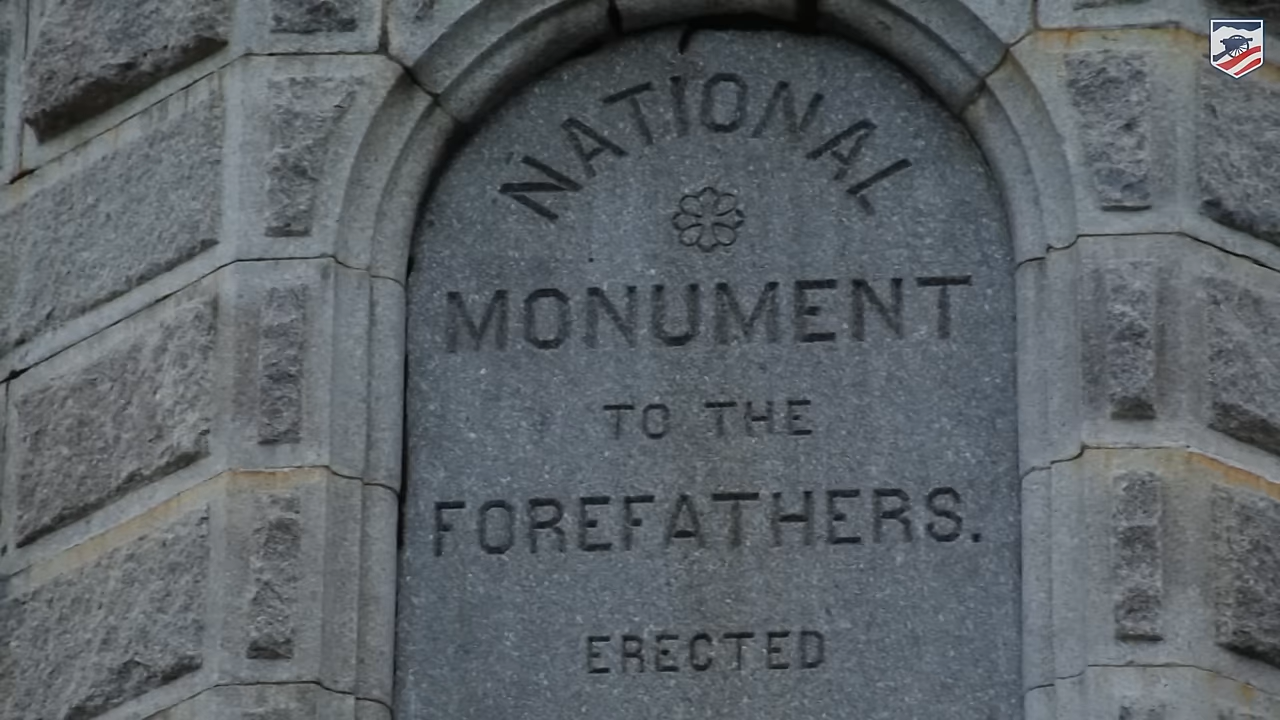 NATIONAL
MONUMENT
TO THE
FOREFATHERS.
ERECTED